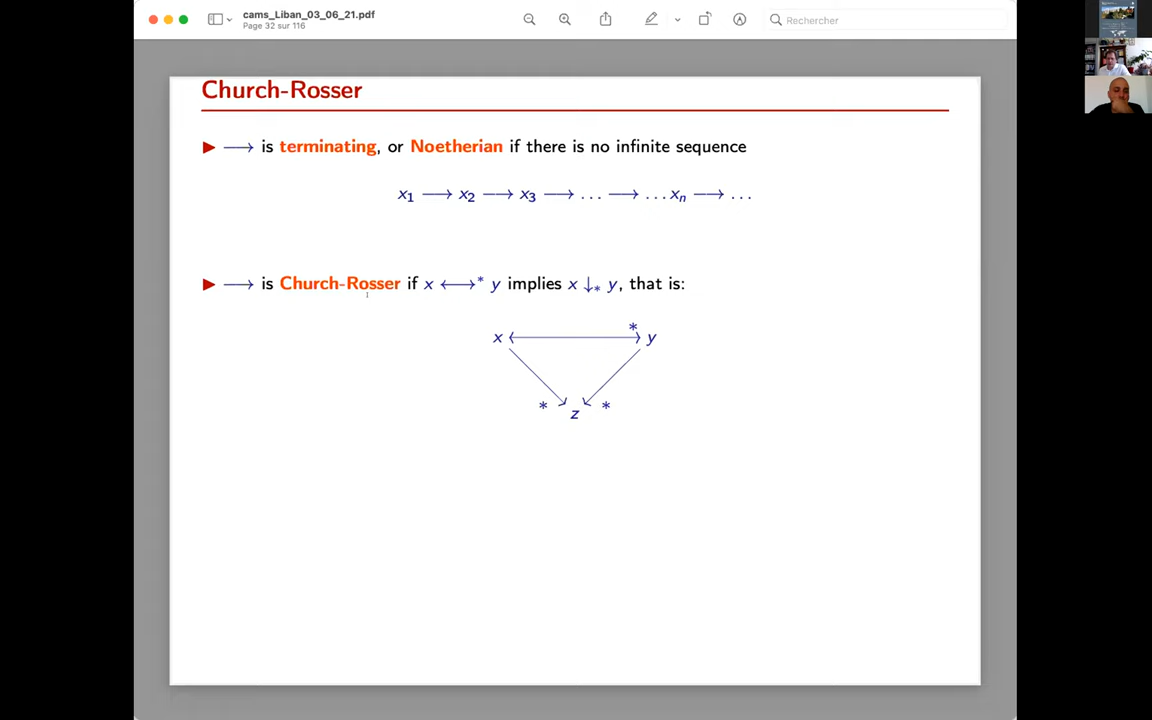 cams_Liban_03_06_21.pdf
Page 32 sur 116
Rechercher
Church-Rosser
▶ ⟶ is terminating, or Noetherian if there is no infinite sequence
x₁ ⟶ x₂ ⟶ x₃ ⟶ … ⟶ … xₙ ⟶ …
▶ ⟶ is Church-Rosser if x ⟷* y implies x ↓* y, that is:
x * y
* z *